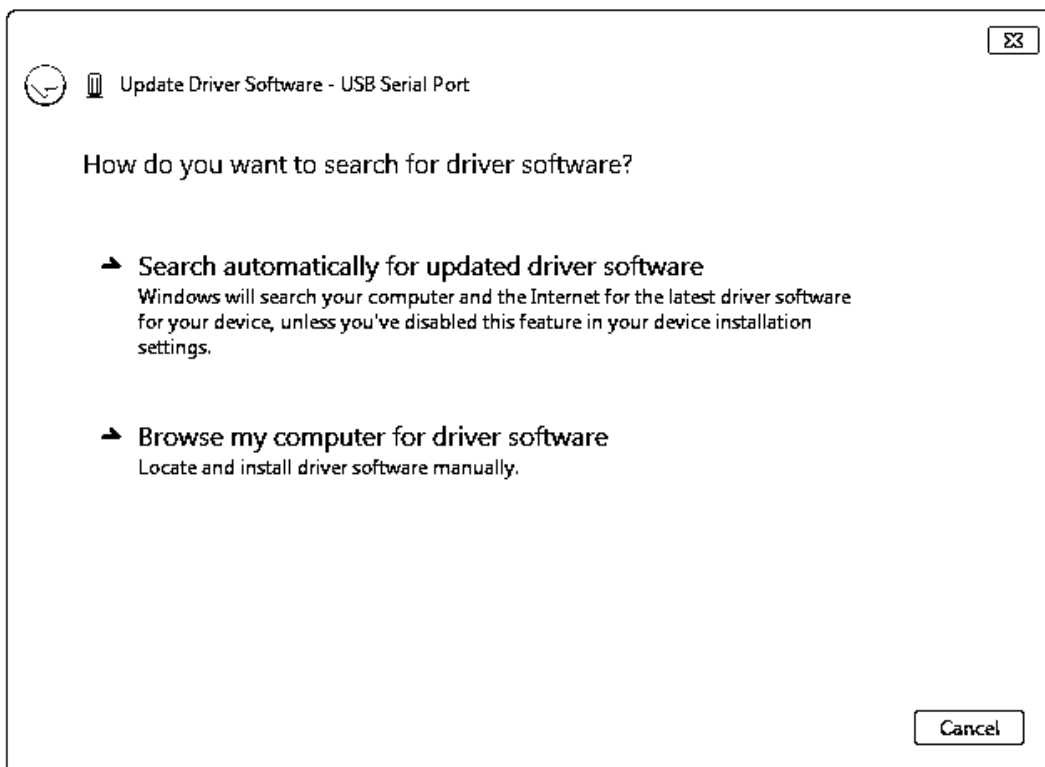 Update Driver Software - USB Serial Port
How do you want to search for driver software?
Search automatically for updated driver software
Windows will search your computer and the Internet for the latest driver software
for your device, unless you've disabled this feature in your device installation
settings.
Browse my computer for driver software
Locate and install driver software manually.
Cancel